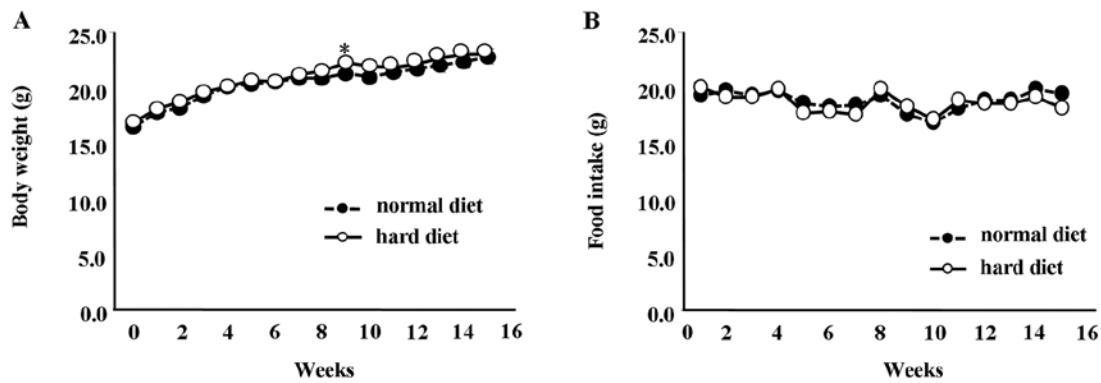 A
Body weight (g)
25.0
20.0
15.0
10.0
5.0
0.0
*
normal diet
hard diet
0 2 4 6 8 10 12 14 16
Weeks
B
Food intake (g)
25.0
20.0
15.0
10.0
5.0
0.0
normal diet
hard diet
0 2 4 6 8 10 12 14 16
Weeks